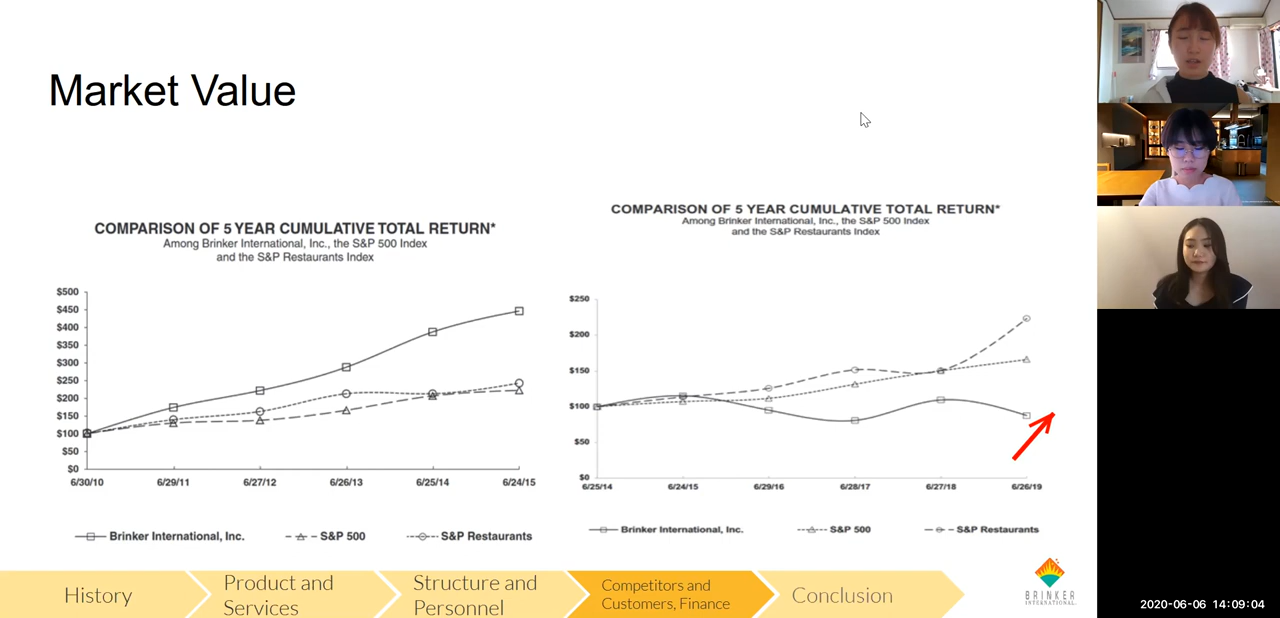 Market Value
COMPARISON OF 5 YEAR CUMULATIVE TOTAL RETURN*
Among Brinker International, Inc., the S&P 500 Index
and the S&P Restaurants Index
$500
$450
$400
$350
$300
$250
$200
$150
$100
$50
$0
6/30/10 6/29/11 6/27/12 6/26/13 6/25/14 6/24/15
Brinker International, Inc. S&P 500 S&P Restaurants
COMPARISON OF 5 YEAR CUMULATIVE TOTAL RETURN*
Among Brinker International, Inc., the S&P 500 Index
and the S&P Restaurants Index
$250
$200
$150
$100
$50
$0
6/25/14 6/24/15 6/29/16 6/28/17 6/27/18 6/26/19
Brinker International, Inc. S&P 500 S&P Restaurants
History
Product and
Services
Structure and
Personnel
Competitors and
Customers, Finance
Conclusion
BRINKER
INTERNATIONAL.
2020-06-06 14:09:04